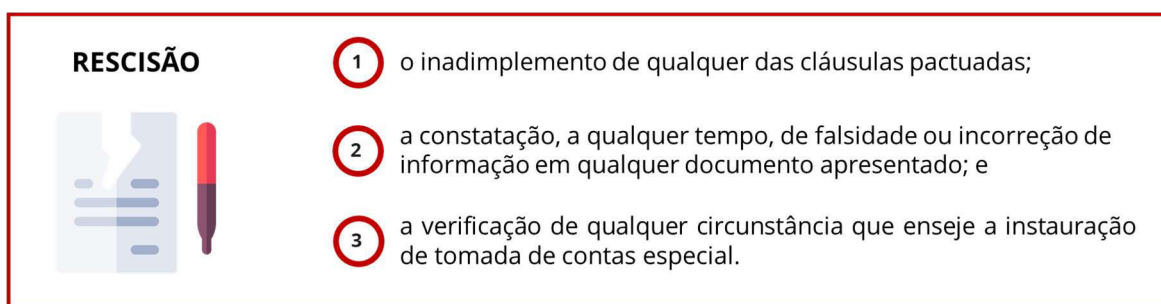 RESCISÃO
1 o inadimplemento de qualquer das cláusulas pactuadas;
2 a constatação, a qualquer tempo, de falsidade ou incorreção de
informação em qualquer documento apresentado; e
3 a verificação de qualquer circunstância que enseje a instauração
de tomada de contas especial.